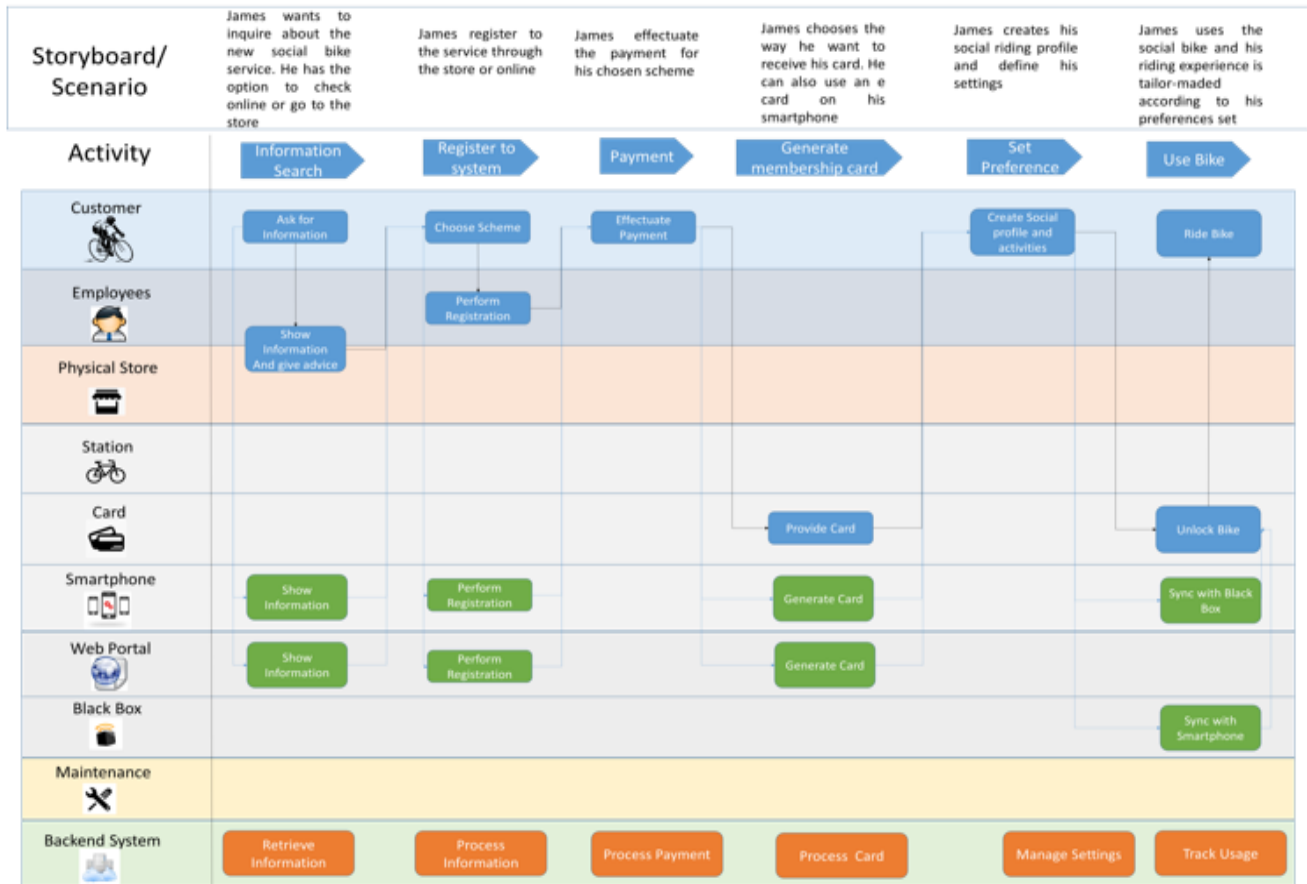 Storyboard/
Scenario
James wants to
inquire about the
new social bike
service. He has the
option to check
online or go to the
store
James register to
the service through
the store or online
James effectuate
the payment for
his chosen scheme
James chooses the
way he want to
receive his card. He
can also use an e
card on his
smartphone
James creates his
social riding profile
and define his
settings
James uses the
social bike and his
riding experience is
tailor-maded
according to his
preferences set
Activity
Information
Search
Register to
system
Payment
Generate
membership card
Set
Preference
Use Bike
Customer
Ask for
Information
Choose Scheme
Effectuate
Payment
Create Social
profile and
activities
Ride Bike
Employees
Perform
Registration
Show
Information
And give advice
Physical Store
Station
Card
Provide Card
Unlock Bike
Smartphone
Show
Information
Perform
Registration
Generate Card
Sync with Black
Box
Web Portal
Show
Information
Perform
Registration
Generate Card
Black Box
Sync with
Smartphone
Maintenance
Backend System
Retrieve
Information
Process
Information
Process Payment
Process Card
Manage Settings
Track Usage